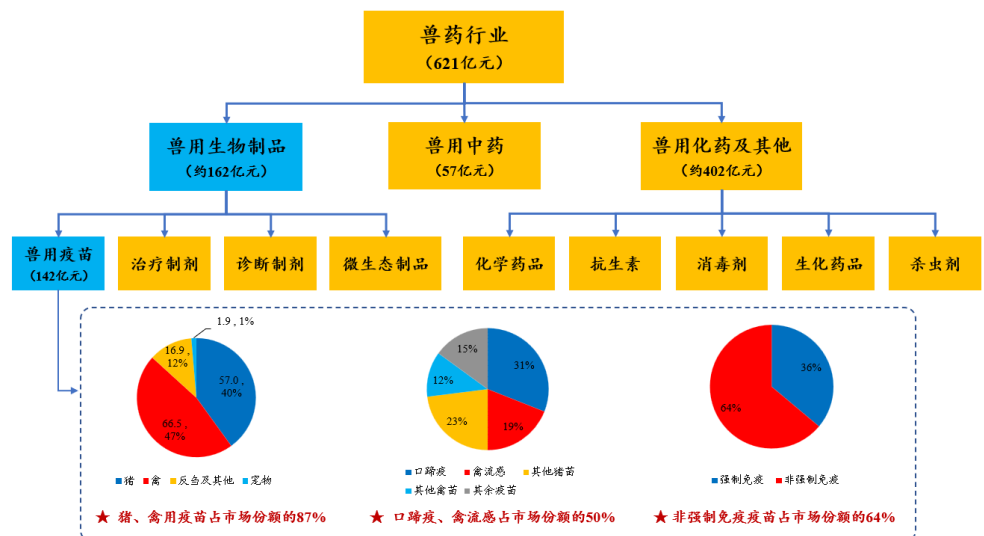 兽药行业
（621亿元）
兽用生物制品
（约162亿元）
兽用中药
（57亿元）
兽用化药及其他
（约402亿元）
兽用疫苗
（142亿元）
治疗制剂
诊断制剂
微生态制品
化学药品
抗生素
消毒剂
生化药品
杀虫剂
1.9 , 1%
16.9 ,
12%
57.0 ,
40%
66.5 ,
47%
猪 禽 反刍及其他 宠物
★ 猪、禽用疫苗占市场份额的87%
15%
31%
12%
23%
19%
口蹄疫 禽流感 其他猪苗
其他禽苗 其余疫苗
★ 口蹄疫、禽流感占市场份额的50%
36%
64%
强制免疫 非强制免疫
★ 非强制免疫疫苗占市场份额的64%